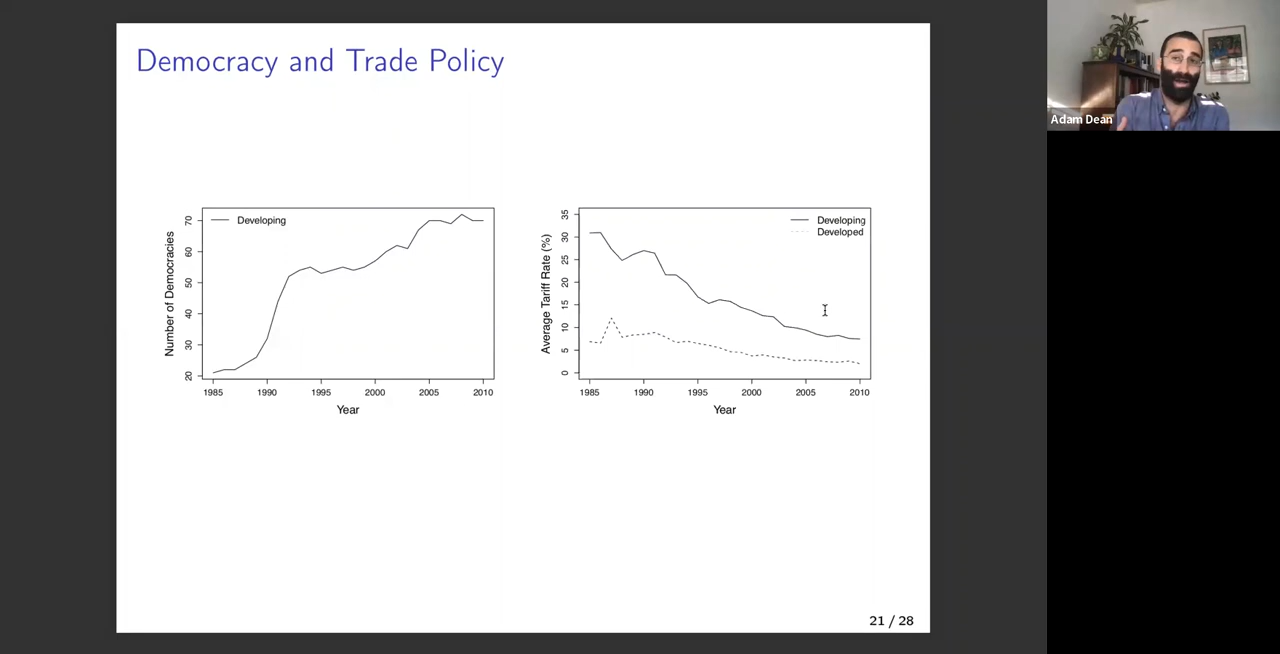 Democracy and Trade Policy
Adam Dean
Number of Democracies
70
60
50
40
30
20
Developing
1985
1990
1995
2000
2005
2010
Year
Average Tariff Rate (%)
35
30
25
20
15
10
5
0
Developing
Developed
1985
1990
1995
2000
2005
2010
Year
21 / 28